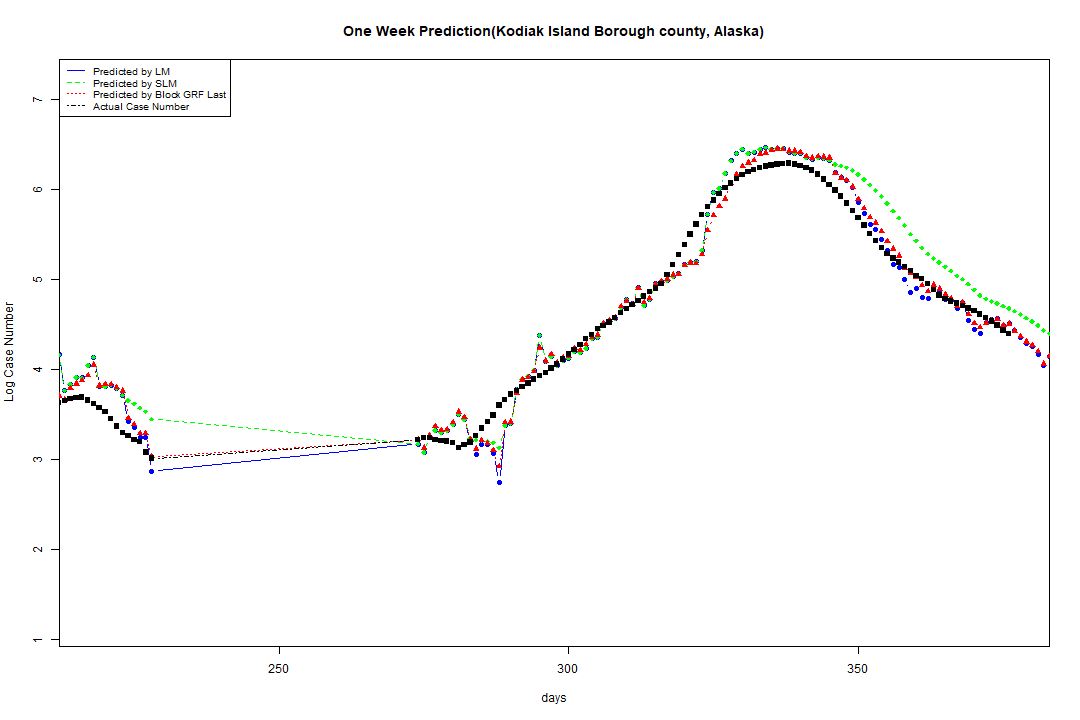 One Week Prediction(Kodiak Island Borough county, Alaska)
Predicted by LM
Predicted by SLM
Predicted by Block GRF Last
Actual Case Number
7
6
5
4
3
2
1
Log Case Number
250 300 350
days